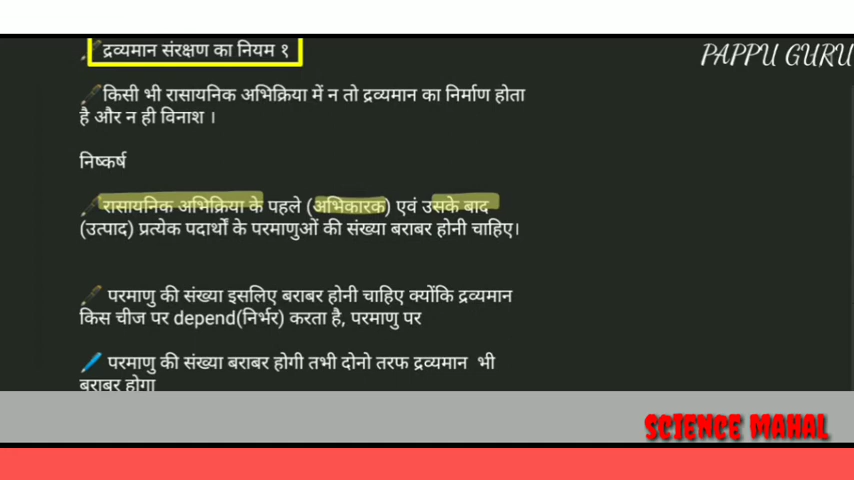 द्रव्यमान संरक्षण का नियम १
PAPPU GURU
किसी भी रासायनिक अभिक्रिया में न तो द्रव्यमान का निर्माण होता
है और न ही विनाश ।
निष्कर्ष
रासायनिक अभिक्रिया के पहले (अभिकारक) एवं उसके बाद
(उत्पाद) प्रत्येक पदार्थों के परमाणुओं की संख्या बराबर होनी चाहिए।
परमाणु की संख्या इसलिए बराबर होनी चाहिए क्योंकि द्रव्यमान
किस चीज पर depend(निर्भर) करता है, परमाणु पर
परमाणु की संख्या बराबर होगी तभी दोनो तरफ द्रव्यमान भी
बराबर होगा
SCIENCE MAHAL